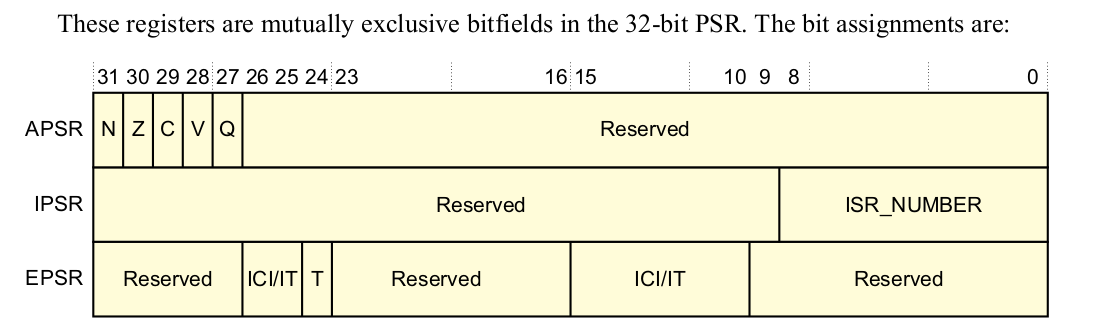 These registers are mutually exclusive bitfields in the 32-bit PSR. The bit assignments are:
31 30 29 28 27 26 25 24 23 16 15 10 9 8 0
APSR N Z C V Q Reserved
IPSR Reserved ISR_NUMBER
EPSR Reserved ICI/IT T Reserved ICI/IT Reserved